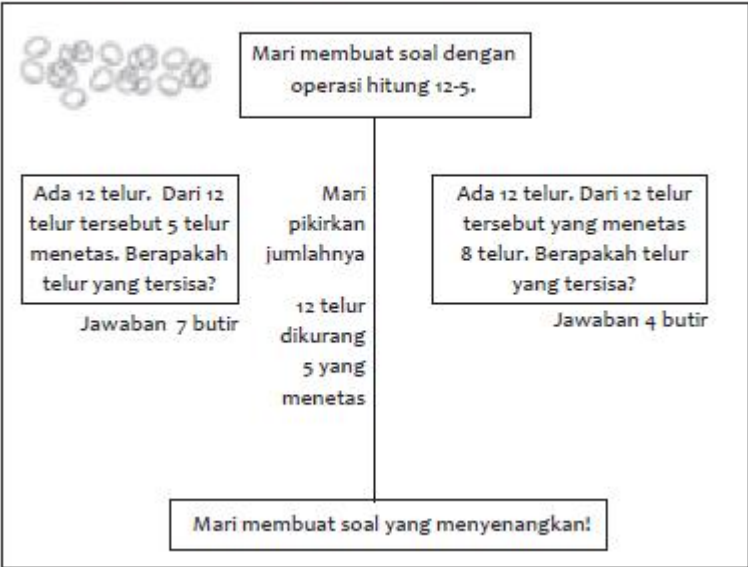 Mari membuat soal dengan
operasi hitung 12-5.
Ada 12 telur. Dari 12
telur tersebut 5 telur
menetas. Berapakah
telur yang tersisa?
Jawaban 7 butir
Mari
pikirkan
jumlahnya
12 telur
dikurang
5 yang
menetas
Ada 12 telur. Dari 12 telur
tersebut yang menetas
8 telur. Berapakah telur
yang tersisa?
Jawaban 4 butir
Mari membuat soal yang menyenangkan!